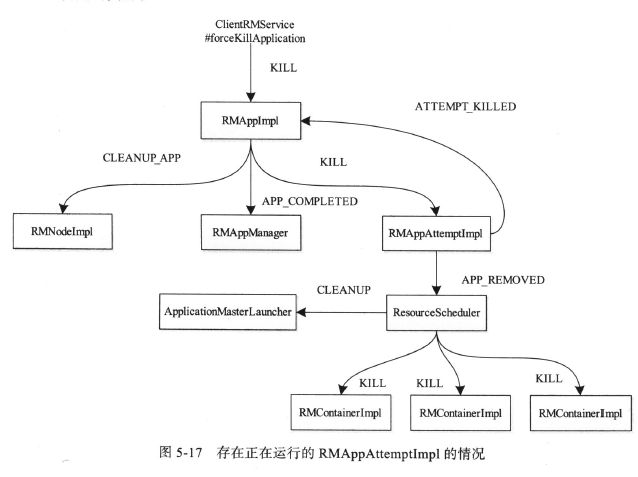 ClientRMService
#forceKillApplication
KILL
ATTEMPT_KILLED
RMAppImpl
CLEANUP_APP
KILL
APP_COMPLETED
RMNodeImpl
RMAppManager
RMAppAttemptImpl
APP_REMOVED
CLEANUP
ApplicationMasterLauncher
ResourceScheduler
KILL
KILL
KILL
RMContainerImpl
RMContainerImpl
RMContainerImpl
图 5-17 存在正在运行的 RMAppAttemptImpl 的情况